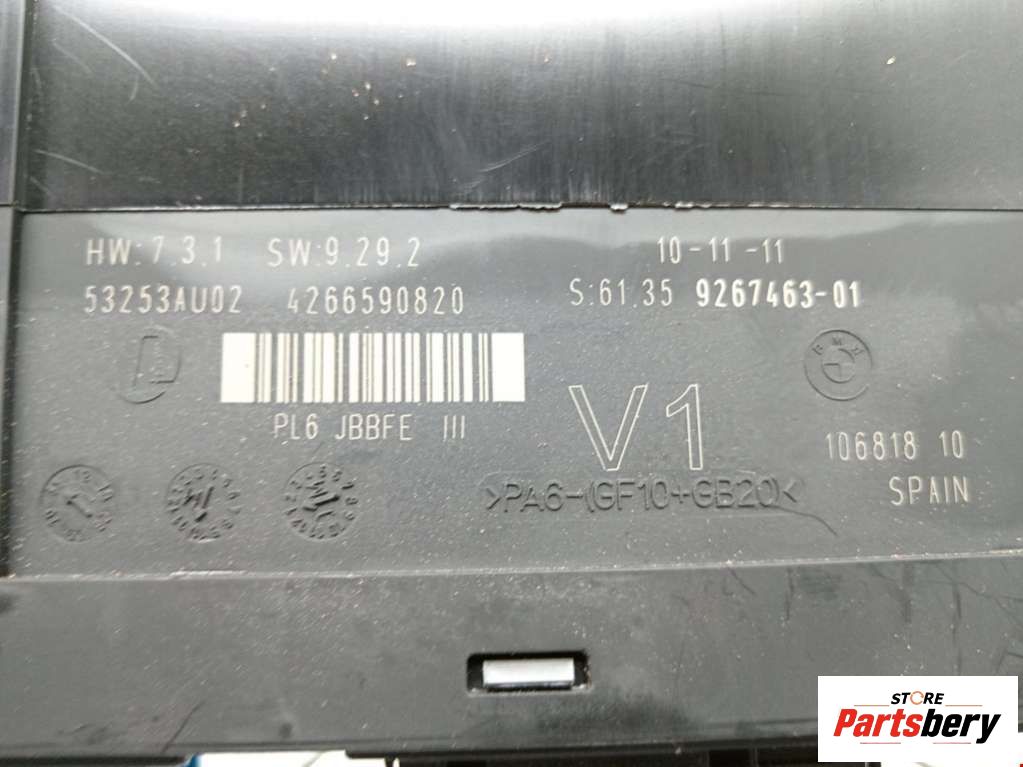 HW:7.3.1 SW:9.29.2 10-11-11
53253AU02 4266590820 S:61.35 9267463-01
BMW
PL6 JBBFE III
V1
106818 10
>PA6-(GF10+GB20)<
SPAIN
STORE
Partsbery